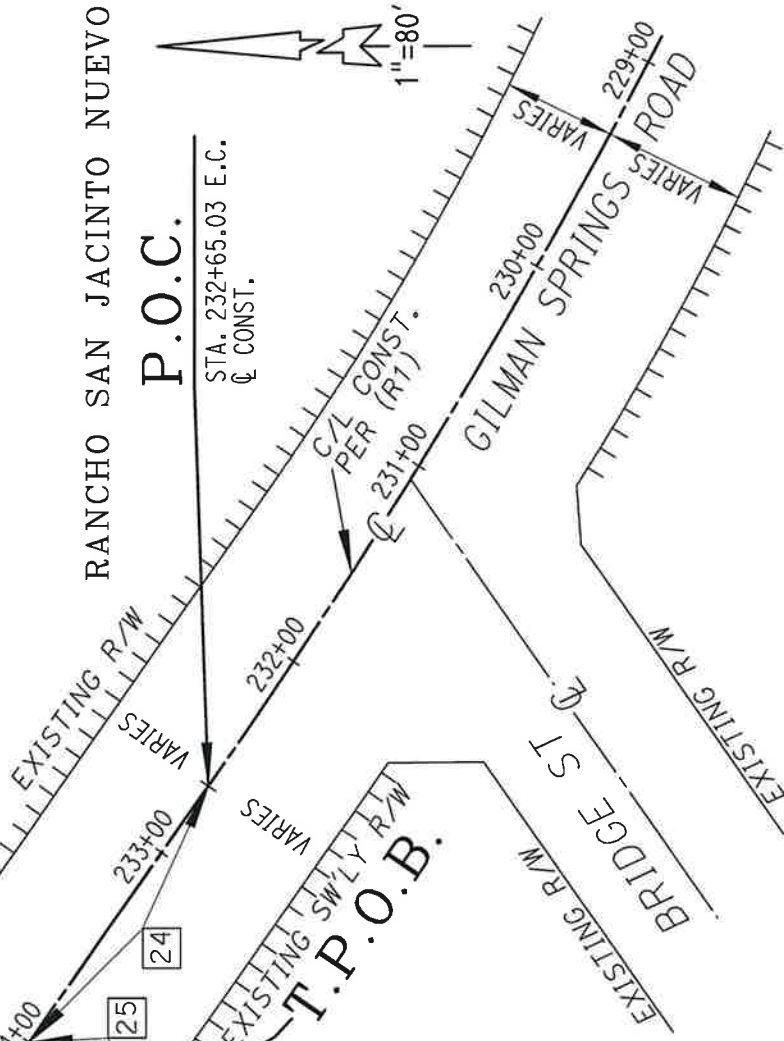 RANCHO SAN JACINTO NUEVO
1"=80'
P.O.C.
STA. 232+65.03 E.C.
℄ CONST.
EXISTING R/W
VARIES
VARIES
C/L CONST.
PER (R1)
229+00
230+00
231+00
232+00
233+00
+00
℄
GILMAN SPRINGS ROAD
VARIES
VARIES
24
25
EXISTING SW'LY R/W
T.P.O.B.
BRIDGE ST
℄
EXISTING R/W
EXISTING R/W